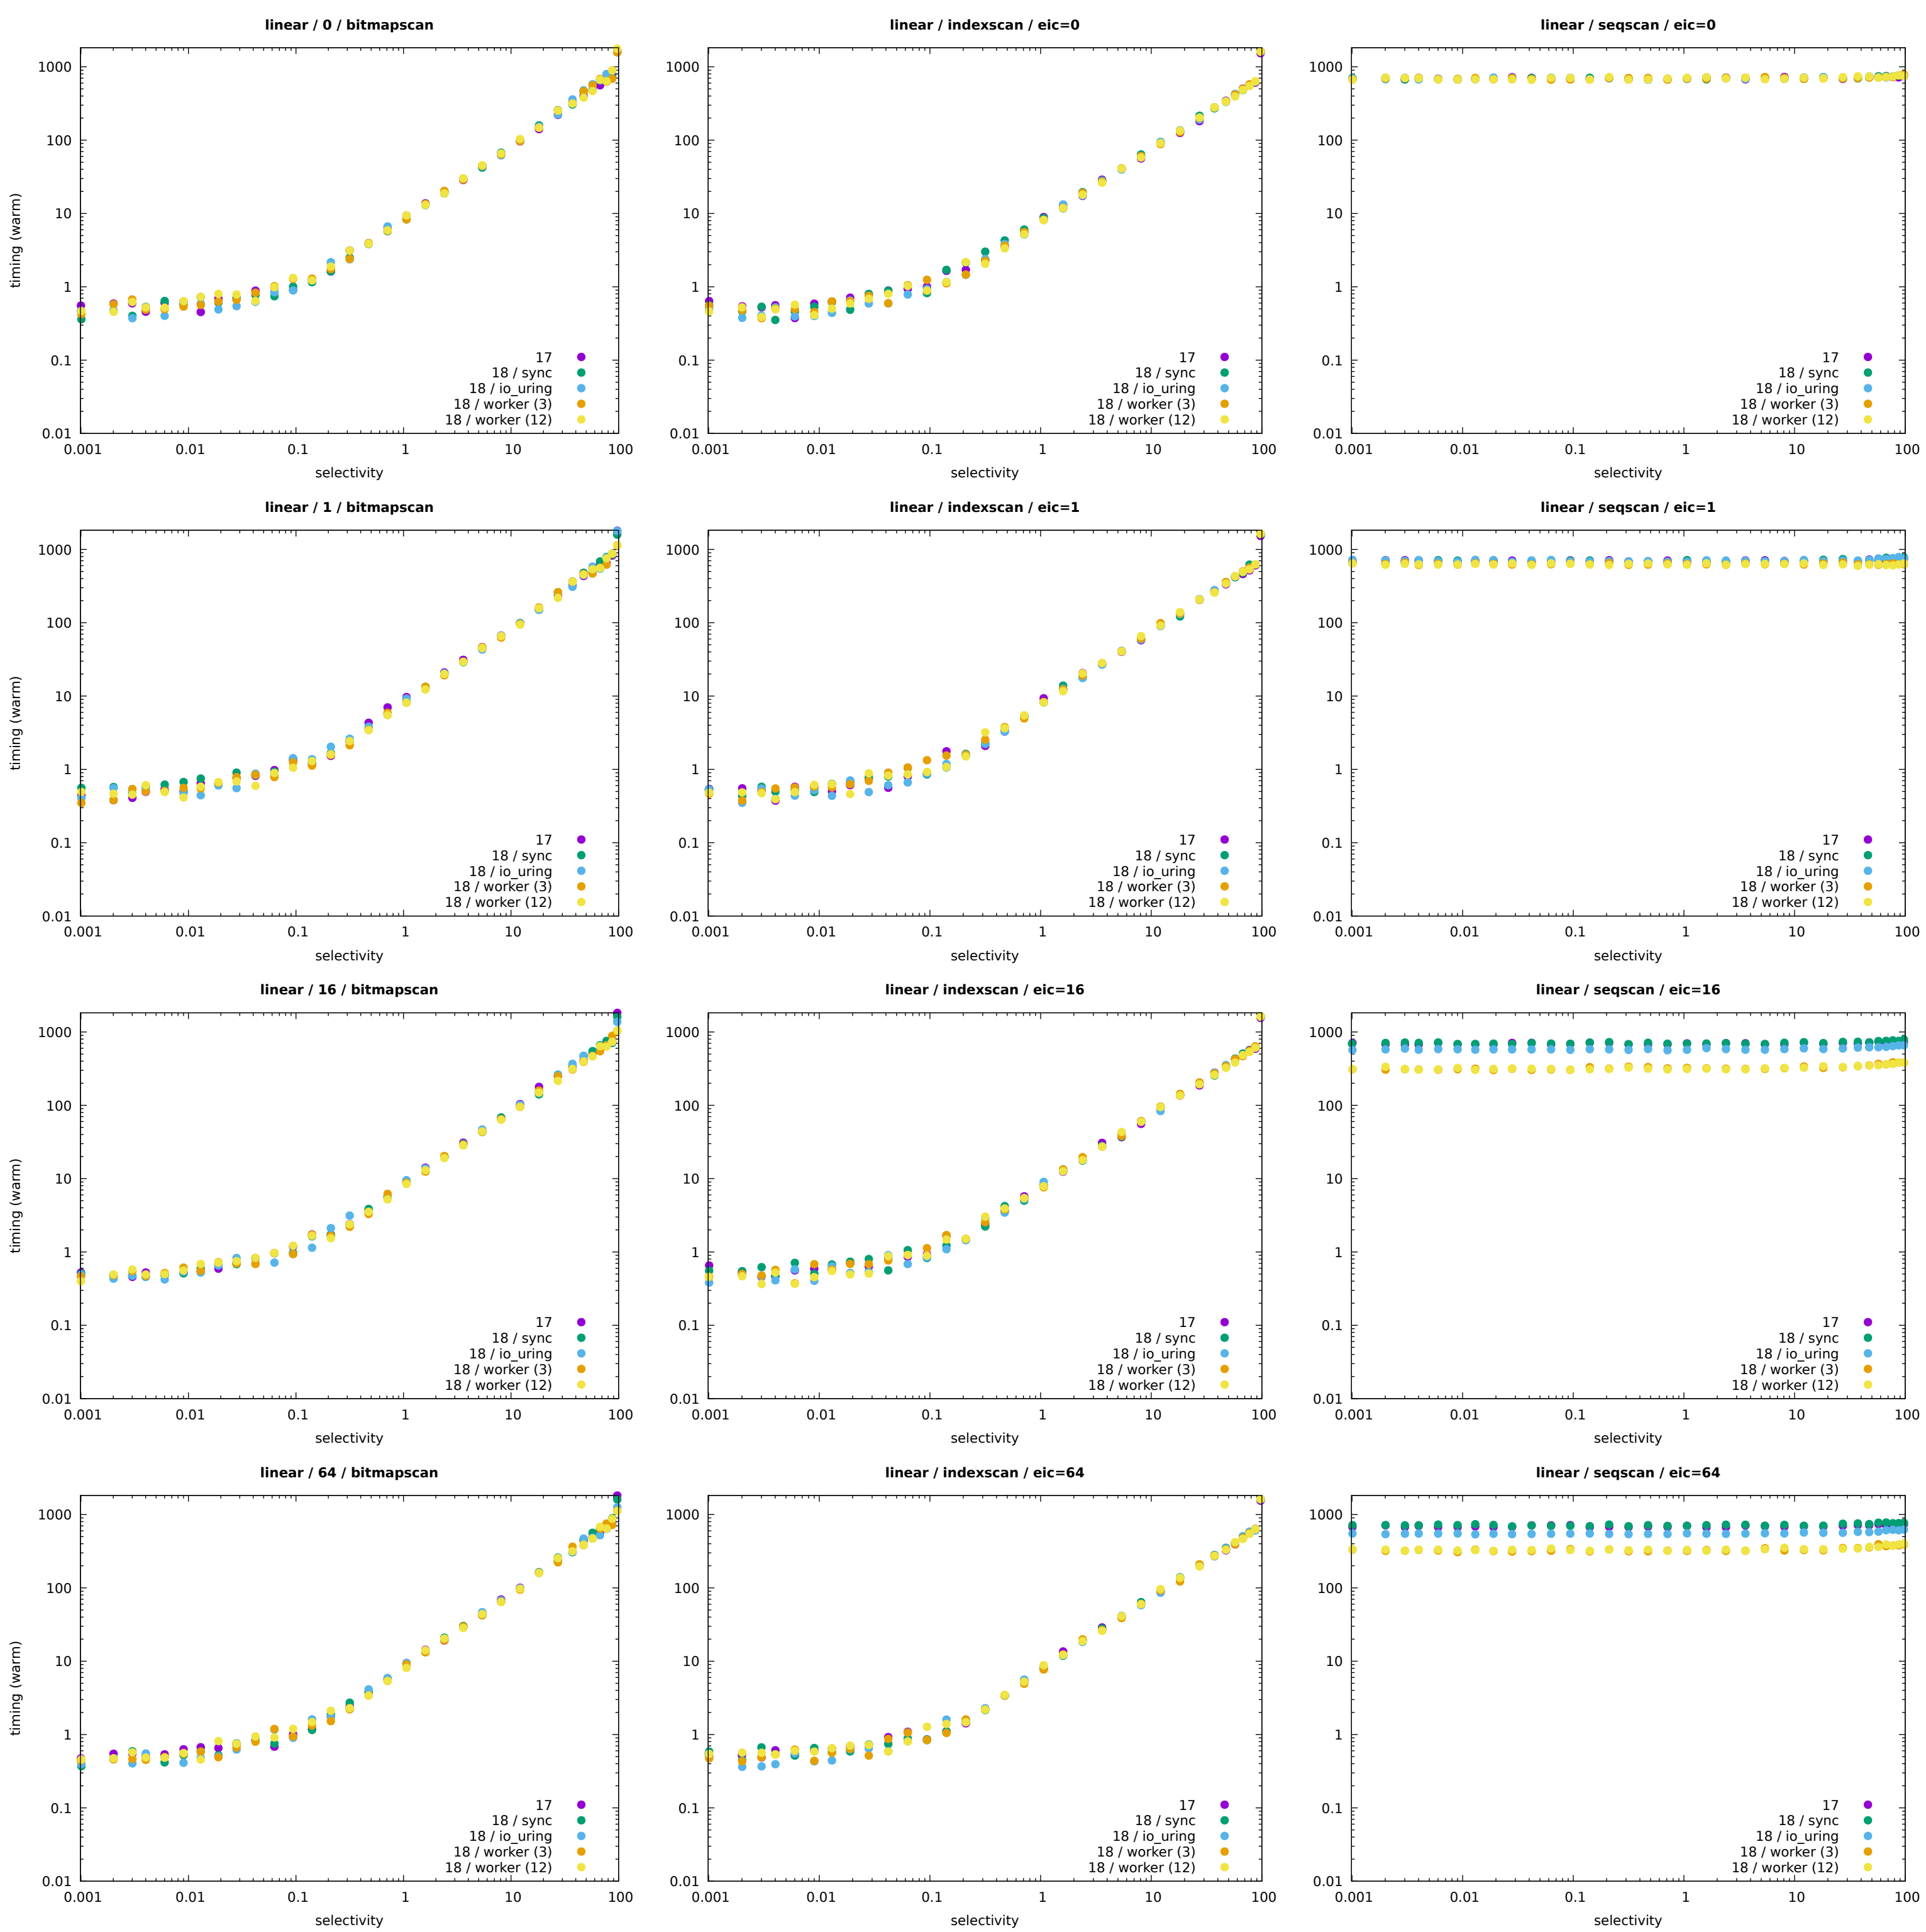 linear / 0 / bitmapscan
1000
100
10
1
0.1
0.01
timing (warm)
17
18 / sync
18 / io_uring
18 / worker (3)
18 / worker (12)
0.001 0.01 0.1 1 10 100
selectivity
linear / indexscan / eic=0
1000
100
10
1
0.1
0.01
17
18 / sync
18 / io_uring
18 / worker (3)
18 / worker (12)
0.001 0.01 0.1 1 10 100
selectivity
linear / seqscan / eic=0
1000
100
10
1
0.1
0.01
17
18 / sync
18 / io_uring
18 / worker (3)
18 / worker (12)
0.001 0.01 0.1 1 10 100
selectivity
linear / 1 / bitmapscan
1000
100
10
1
0.1
0.01
timing (warm)
17
18 / sync
18 / io_uring
18 / worker (3)
18 / worker (12)
0.001 0.01 0.1 1 10 100
selectivity
linear / indexscan / eic=1
1000
100
10
1
0.1
0.01
17
18 / sync
18 / io_uring
18 / worker (3)
18 / worker (12)
0.001 0.01 0.1 1 10 100
selectivity
linear / seqscan / eic=1
1000
100
10
1
0.1
0.01
17
18 / sync
18 / io_uring
18 / worker (3)
18 / worker (12)
0.001 0.01 0.1 1 10 100
selectivity
linear / 16 / bitmapscan
1000
100
10
1
0.1
0.01
timing (warm)
17
18 / sync
18 / io_uring
18 / worker (3)
18 / worker (12)
0.001 0.01 0.1 1 10 100
selectivity
linear / indexscan / eic=16
1000
100
10
1
0.1
0.01
17
18 / sync
18 / io_uring
18 / worker (3)
18 / worker (12)
0.001 0.01 0.1 1 10 100
selectivity
linear / seqscan / eic=16
1000
100
10
1
0.1
0.01
17
18 / sync
18 / io_uring
18 / worker (3)
18 / worker (12)
0.001 0.01 0.1 1 10 100
selectivity
linear / 64 / bitmapscan
1000
100
10
1
0.1
0.01
timing (warm)
17
18 / sync
18 / io_uring
18 / worker (3)
18 / worker (12)
0.001 0.01 0.1 1 10 100
selectivity
linear / indexscan / eic=64
1000
100
10
1
0.1
0.01
17
18 / sync
18 / io_uring
18 / worker (3)
18 / worker (12)
0.001 0.01 0.1 1 10 100
selectivity
linear / seqscan / eic=64
1000
100
10
1
0.1
0.01
17
18 / sync
18 / io_uring
18 / worker (3)
18 / worker (12)
0.001 0.01 0.1 1 10 100
selectivity